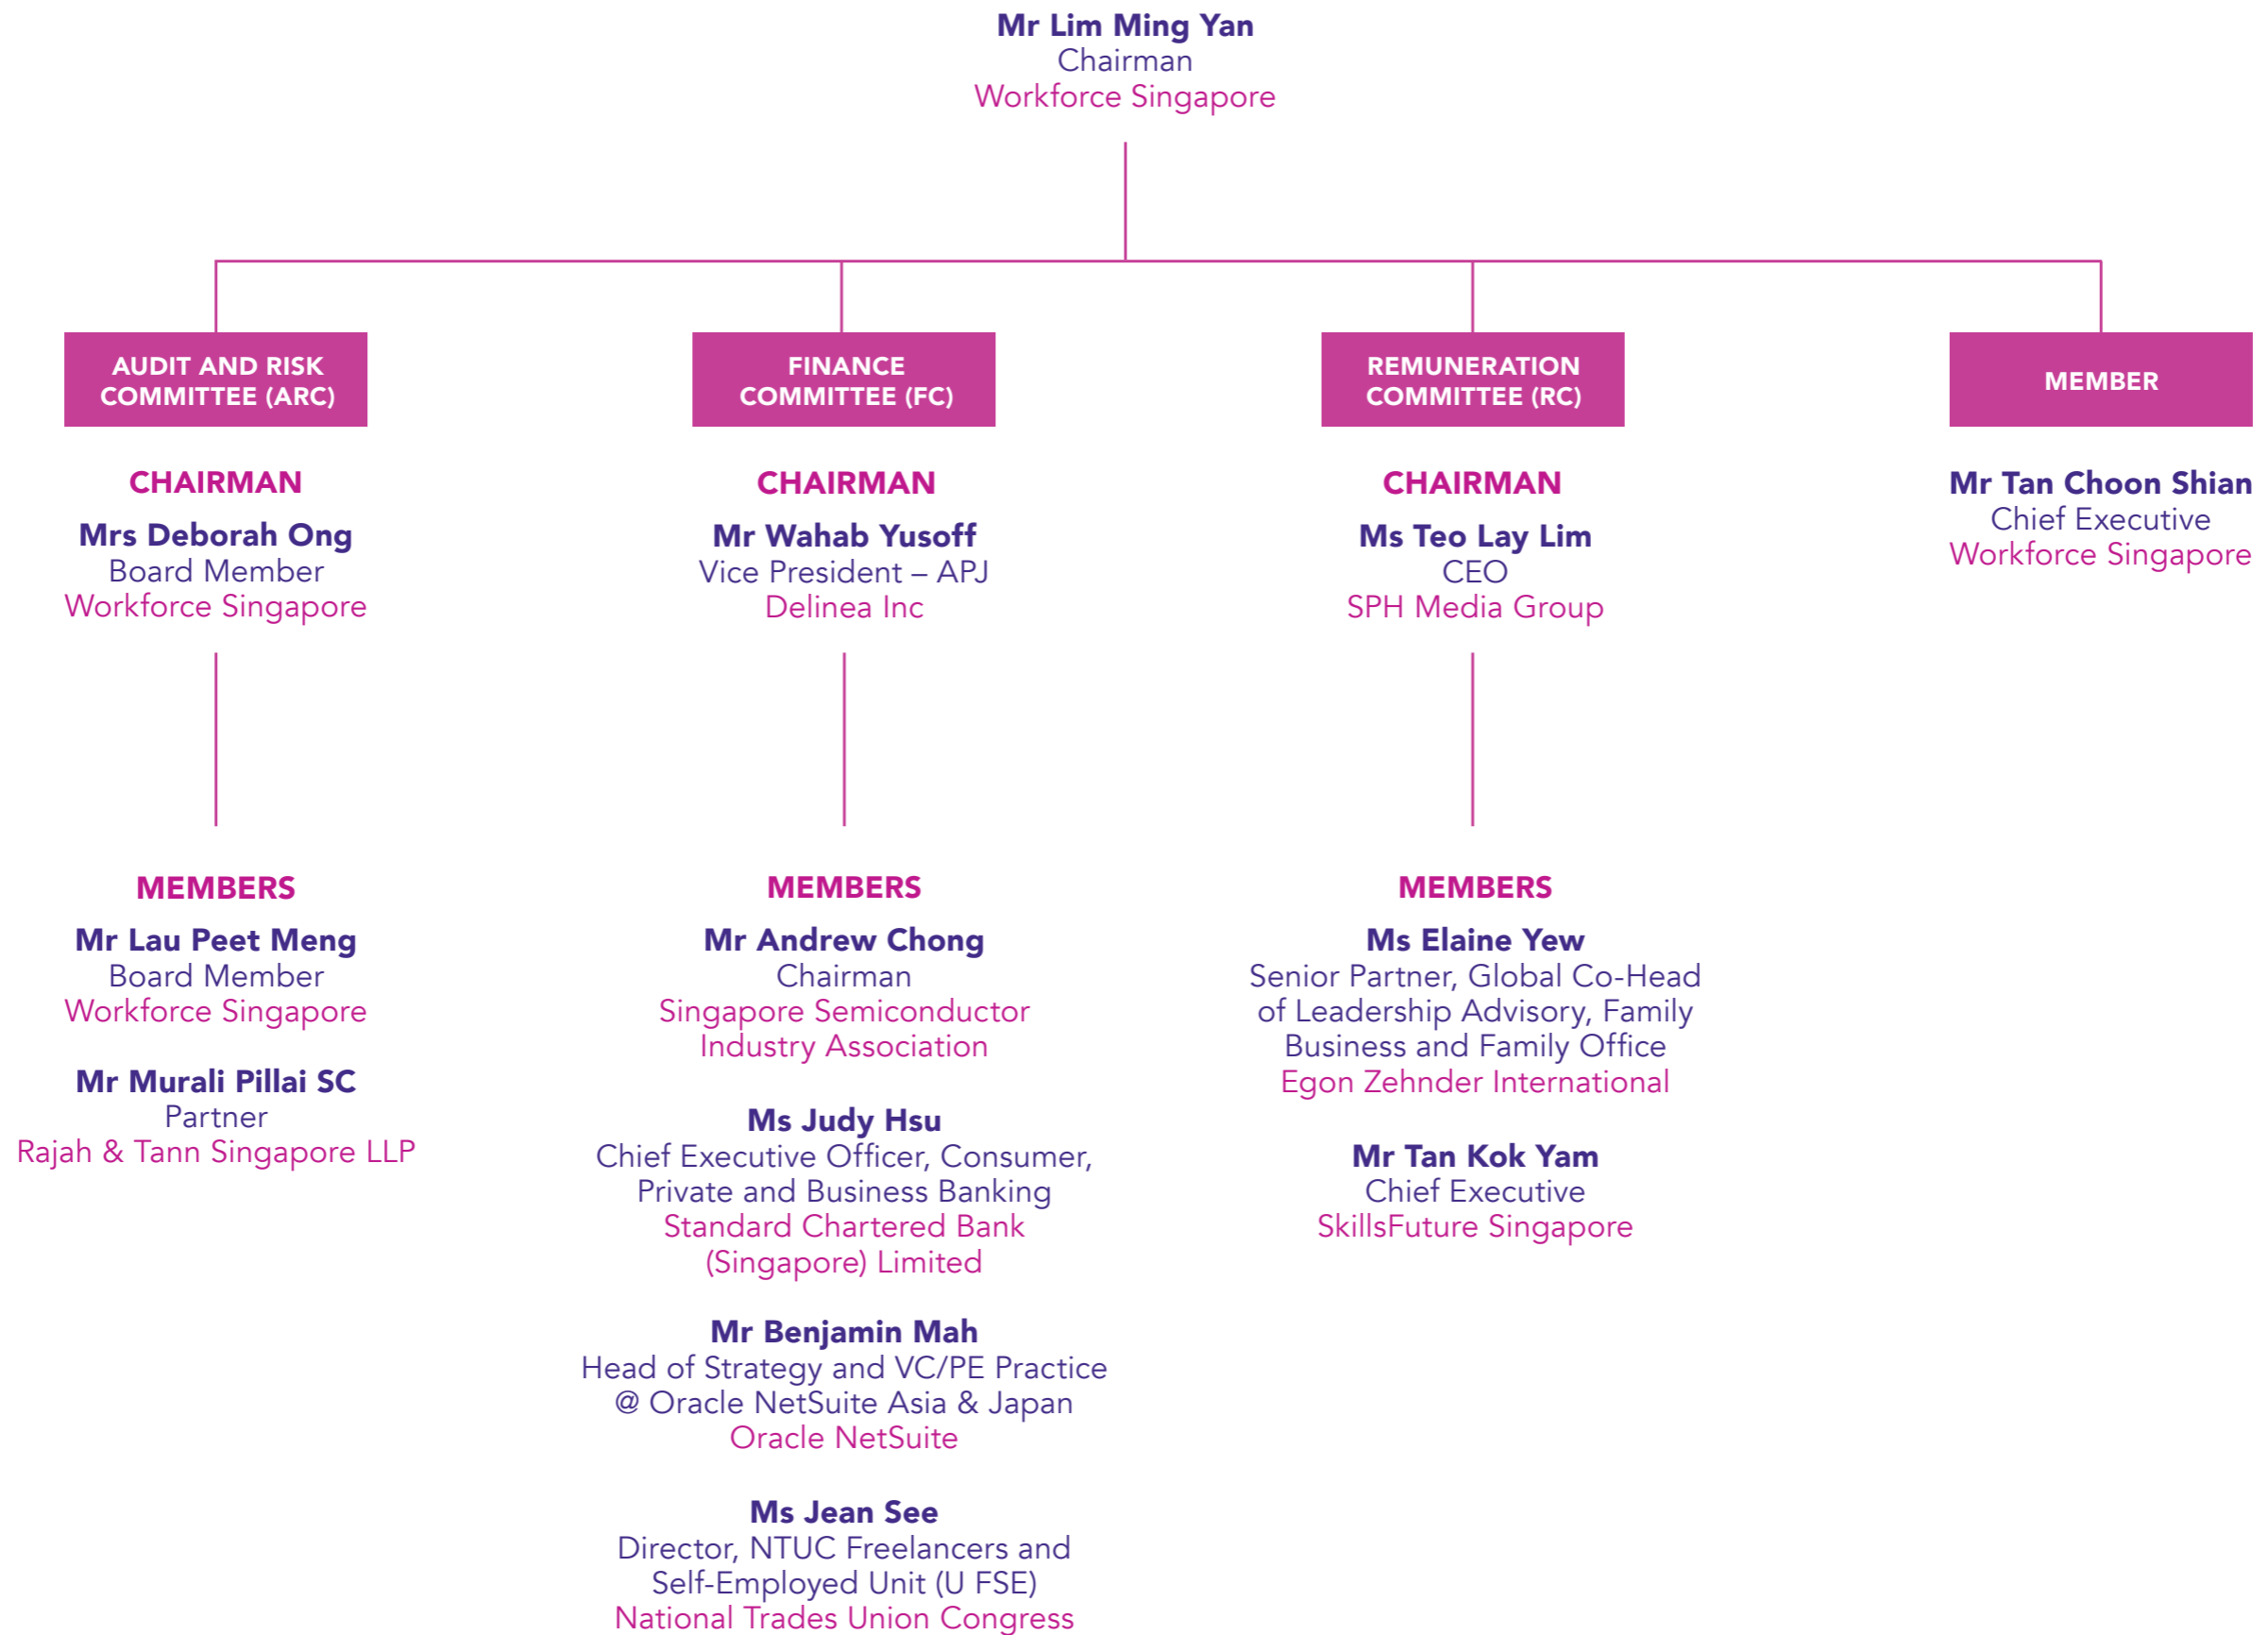 Mr Lim Ming Yan
Chairman
Workforce Singapore
AUDIT AND RISK
COMMITTEE (ARC)
CHAIRMAN
Mrs Deborah Ong
Board Member
Workforce Singapore
MEMBERS
Mr Lau Peet Meng
Board Member
Workforce Singapore
Mr Murali Pillai SC
Partner
Rajah & Tann Singapore LLP
FINANCE
COMMITTEE (FC)
CHAIRMAN
Mr Wahab Yusoff
Vice President – APJ
Delinea Inc
MEMBERS
Mr Andrew Chong
Chairman
Singapore Semiconductor
Industry Association
Ms Judy Hsu
Chief Executive Officer, Consumer,
Private and Business Banking
Standard Chartered Bank
(Singapore) Limited
Mr Benjamin Mah
Head of Strategy and VC/PE Practice
@ Oracle NetSuite Asia & Japan
Oracle NetSuite
Ms Jean See
Director, NTUC Freelancers and
Self-Employed Unit (U FSE)
National Trades Union Congress
REMUNERATION
COMMITTEE (RC)
CHAIRMAN
Ms Teo Lay Lim
CEO
SPH Media Group
MEMBERS
Ms Elaine Yew
Senior Partner, Global Co-Head
of Leadership Advisory, Family
Business and Family Office
Egon Zehnder International
Mr Tan Kok Yam
Chief Executive
SkillsFuture Singapore
MEMBER
Mr Tan Choon Shian
Chief Executive
Workforce Singapore